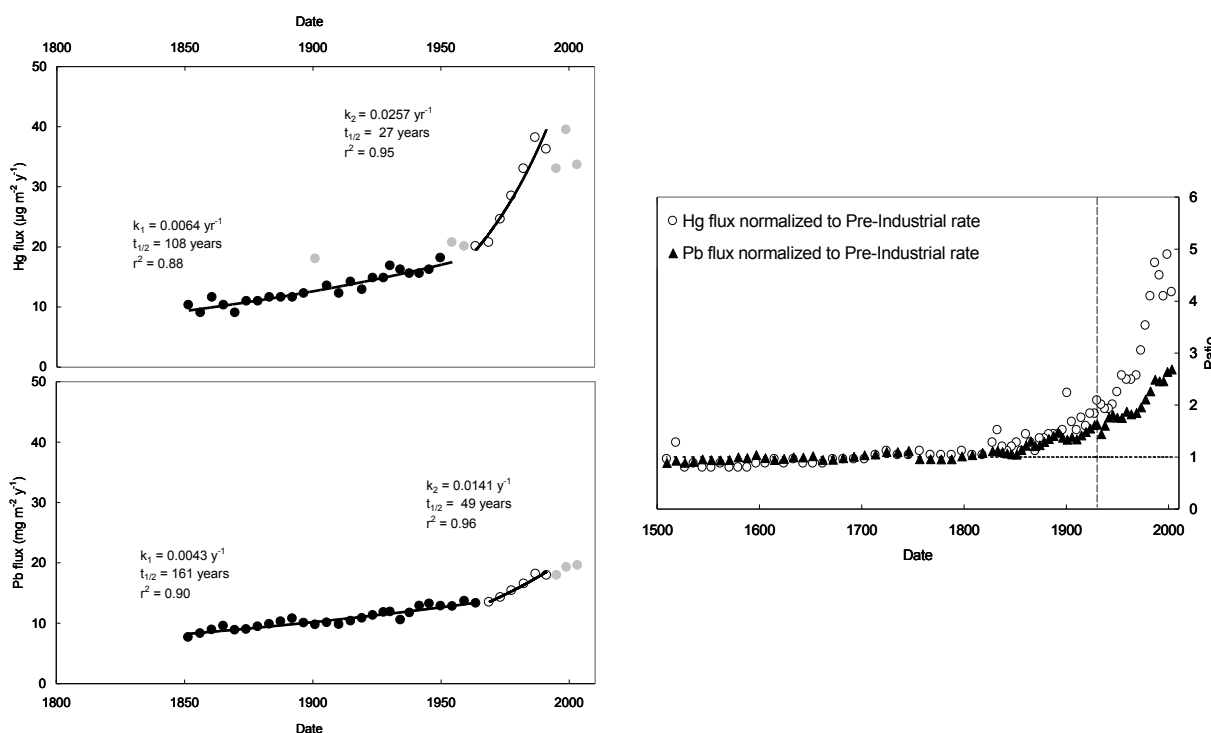 Date
1800 1850 1900 1950 2000
50
40
30
20
10
0
Hg flux (µg m⁻² y⁻¹)
k₂ = 0.0257 yr⁻¹
t₁/₂ = 27 years
r² = 0.95
k₁ = 0.0064 yr⁻¹
t₁/₂ = 108 years
r² = 0.88
50
40
30
20
10
0
Pb flux (mg m⁻² y⁻¹)
k₂ = 0.0141 y⁻¹
t₁/₂ = 49 years
r² = 0.96
k₁ = 0.0043 y⁻¹
t₁/₂ = 161 years
r² = 0.90
1800 1850 1900 1950 2000
Date
Hg flux normalized to Pre-Industrial rate
Pb flux normalized to Pre-Industrial rate
6
5
4
3
2
1
0
Ratio
1500 1600 1700 1800 1900 2000
Date